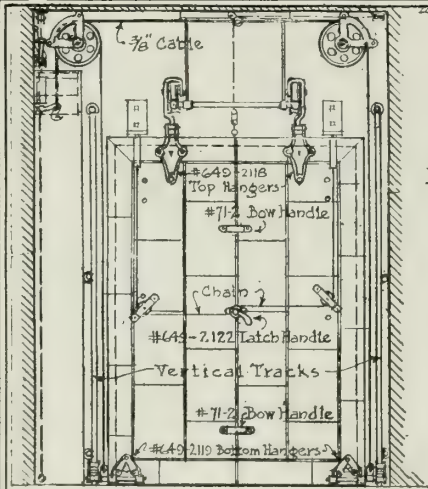 3/8" Cable
#649-2118
Top Hangers
#71-2 Bow Handle
Chain
#649-2122 Latch Handle
Vertical Tracks
#71-2 Bow Handle
#649-2119 Bottom Hangers